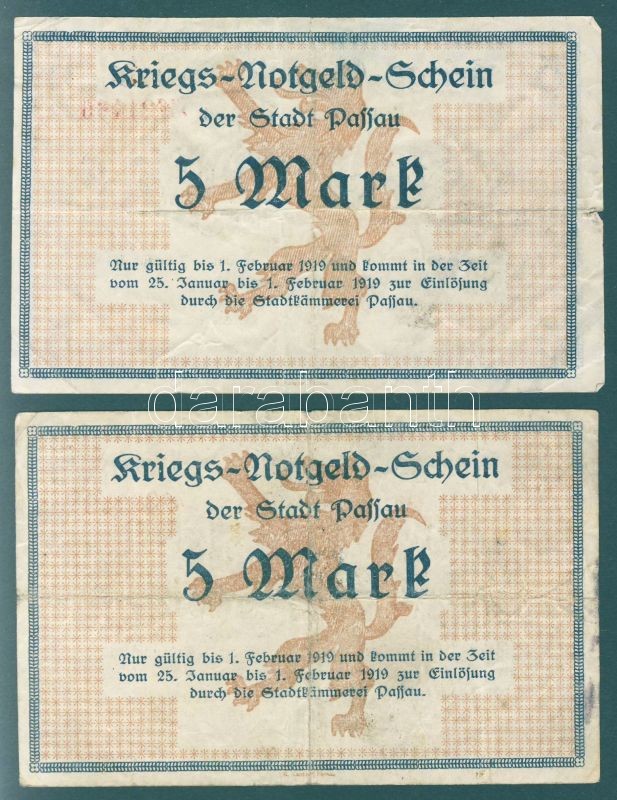 Kriegs-Notgeld-Schein
der Stadt Passau
5 Mark
Nur gültig bis 1. Februar 1919 und kommt in der Zeit
vom 25. Januar bis 1. Februar 1919 zur Einlösung
durch die Stadtkämmerei Passau.
darabanth
Kriegs-Notgeld-Schein
der Stadt Passau
5 Mark
Nur gültig bis 1. Februar 1919 und kommt in der Zeit
vom 25. Januar bis 1. Februar 1919 zur Einlösung
durch die Stadtkämmerei Passau.